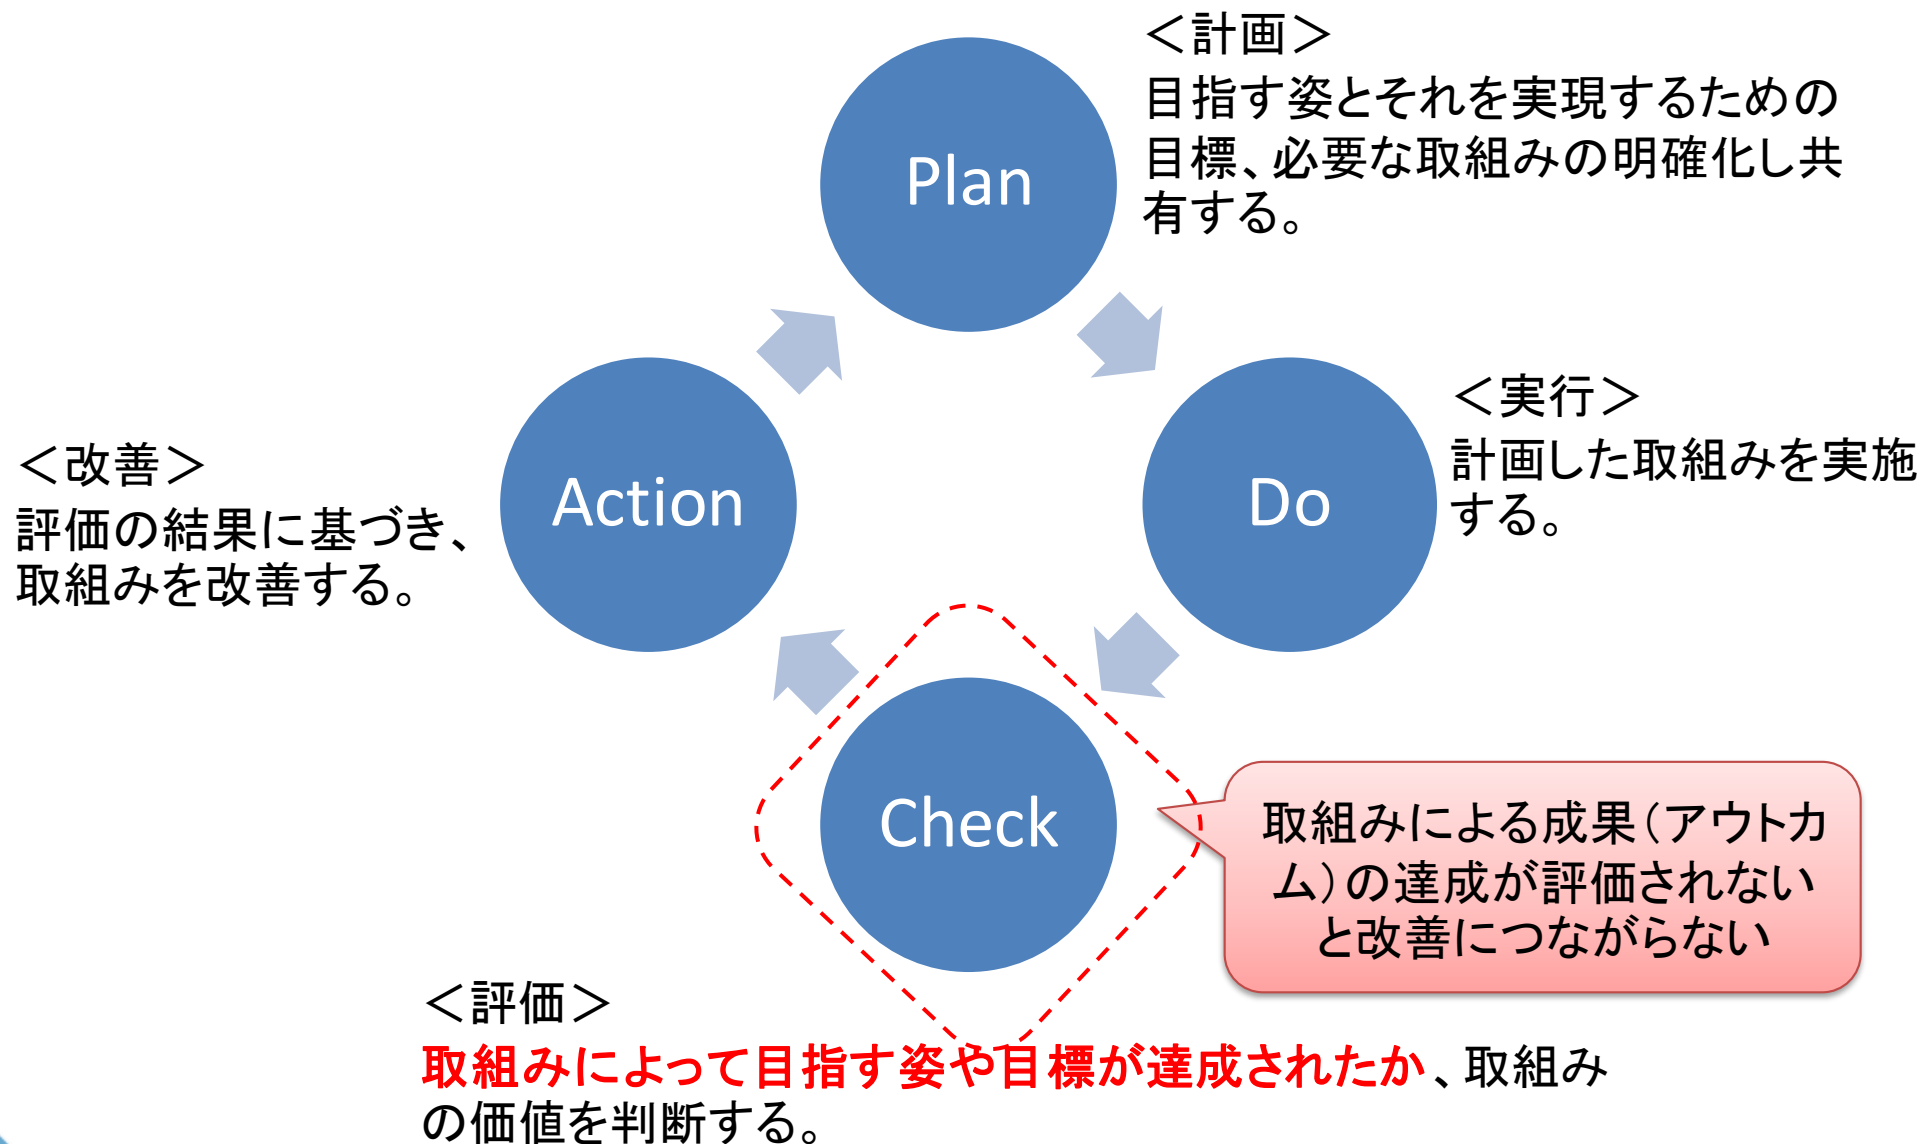 <計画>
目指す姿とそれを実現するための
目標、必要な取組みの明確化し共
有する。
Plan
<実行>
計画した取組みを実施
する。
Do
<改善>
評価の結果に基づき、
取組みを改善する。
Action
Check
取組みによる成果(アウトカ
ム)の達成が評価されない
と改善につながらない
<評価>
取組みによって目指す姿や目標が達成されたか、取組み
の価値を判断する。